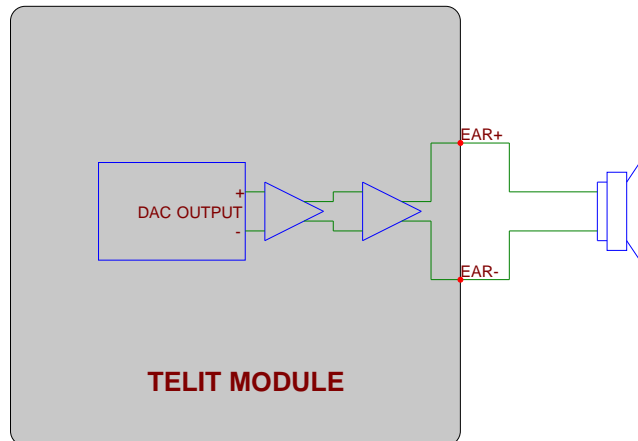 EAR+
+
DAC OUTPUT
-
EAR-
TELIT MODULE